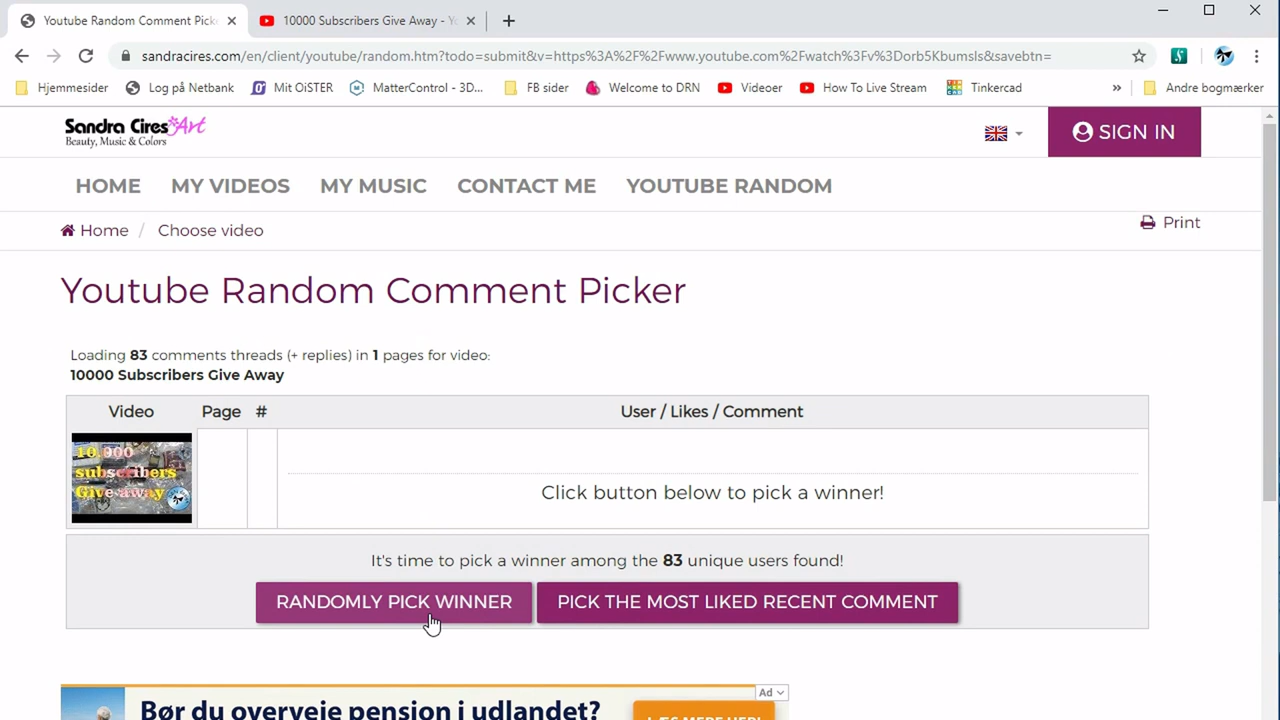 Youtube Random Comment Pick
10000 Subscribers Give Away - Yo
sandracires.com/en/client/youtube/random.htm?todo=submit&v=https%3A%2F%2Fwww.youtube.com%2Fwatch%3Fv%3Dorb5Kbumsls&savebtn=
Hjemmesider
Log på Netbank
Mit OiSTER
MatterControl - 3D...
FB sider
Welcome to DRN
Videoer
How To Live Stream
Tinkercad
»
Andre bogmærker
Sandra Cires Art
Beauty, Music & Colors
SIGN IN
HOME
MY VIDEOS
MY MUSIC
CONTACT ME
YOUTUBE RANDOM
Home / Choose video
Print
Youtube Random Comment Picker
Loading 83 comments threads (+ replies) in 1 pages for video:
10000 Subscribers Give Away
Video
Page
#
User / Likes / Comment
10.000
subscribers
Give away
Click button below to pick a winner!
It's time to pick a winner among the 83 unique users found!
RANDOMLY PICK WINNER
PICK THE MOST LIKED RECENT COMMENT
Ad
Bør du overveje pension i udlandet?
LÆS MERE HER!